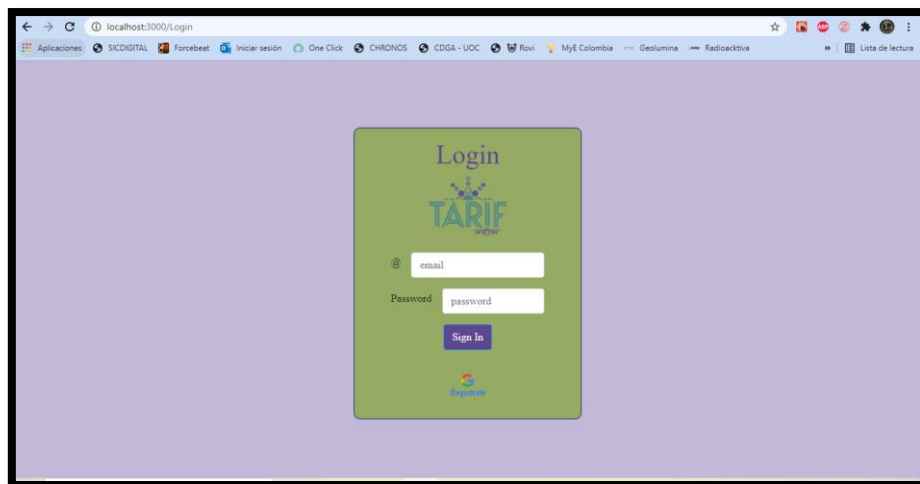 localhost:3000/Login
Aplicaciones SICDIGITAL Forcebeat Iniciar sesión One Click CHRONOS CDGA - UOC Rovi MyE Colombia Geolumina Radioacktiva » Lista de lectura
Login
TARIF
@ email
Password password
Sign In
Registrate